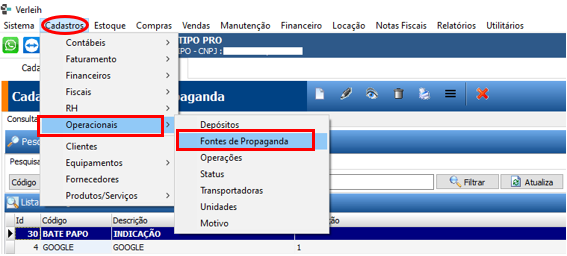 Verleih
Sistema Cadastros Estoque Compras Vendas Manutenção Financeiro Locação Notas Fiscais Relatórios Utilitários
Contábeis
TIPO PRO
Faturamento
- CNPJ :
Cada
Financeiros
Fiscais
Cada
paganda
RH
Consulta
Operacionais
Depósitos
Pesq
Fontes de Propaganda
Clientes
Pesquisa
Equipamentos
Operações
Fornecedores
Status
Código
Filtrar
Atualiza
Produtos/Serviços
Transportadoras
Lista
Unidades
Id Código Descrição
Motivo
30 BATE PAPO INDICAÇÃO
4 GOOGLE GOOGLE 1